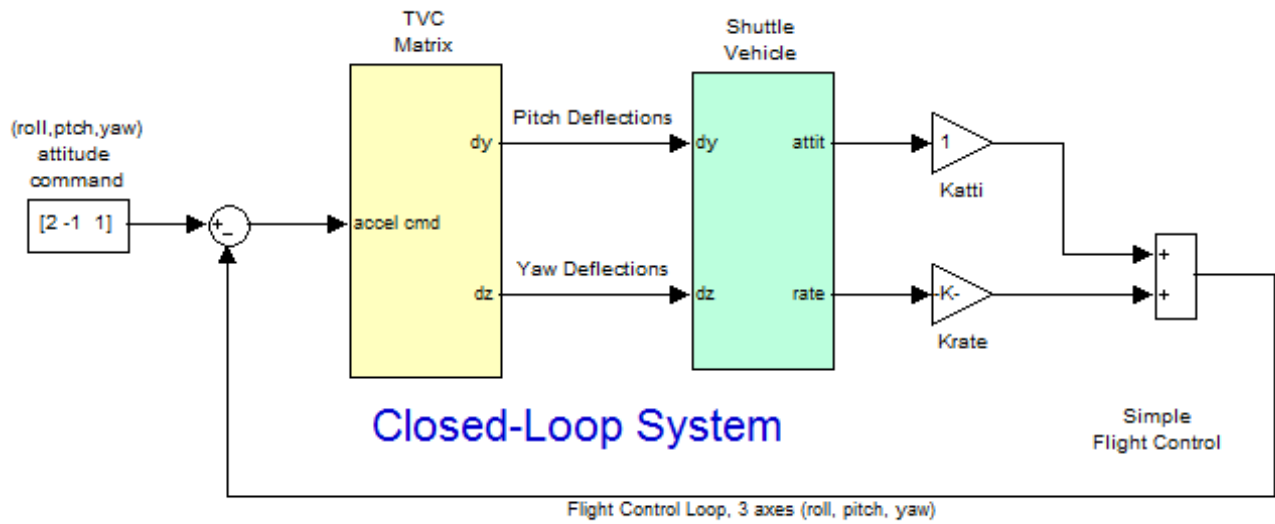 TVC
Matrix
Shuttle
Vehicle
(roll,ptch,yaw)
attitude
command
[2 -1 1]
+
−
accel cmd
dy
dz
Pitch Deflections
Yaw Deflections
dy
dz
attit
rate
1
Katti
-K-
Krate
+
+
Simple
Flight Control
Closed-Loop System
Flight Control Loop, 3 axes (roll, pitch, yaw)